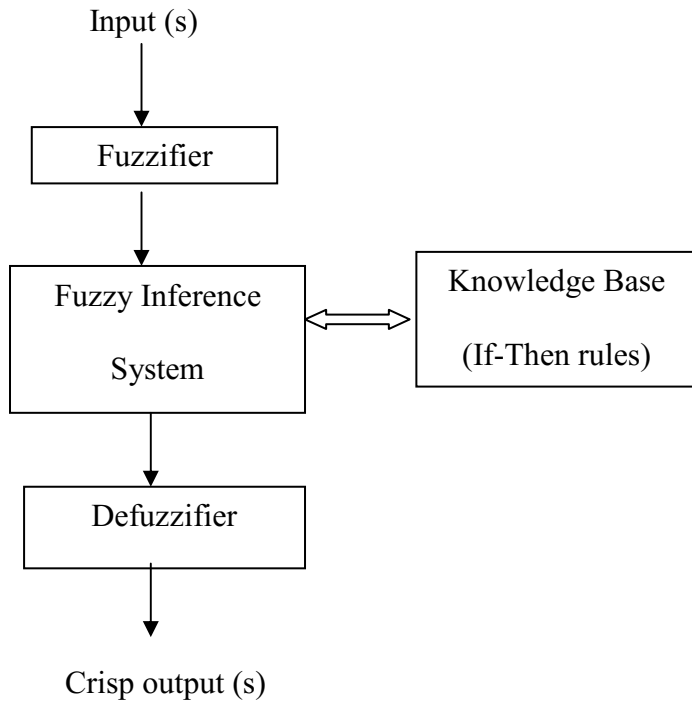 Input (s)
Fuzzifier
Fuzzy Inference
System
Knowledge Base
(If-Then rules)
Defuzzifier
Crisp output (s)